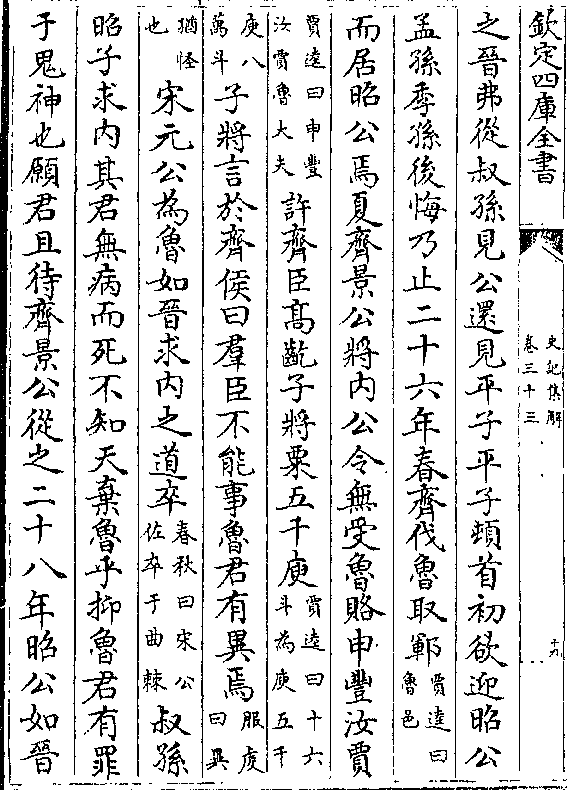 欽定四庫全書
史記集解
卷三十三
十九
之晉弗從叔孫見公還見平子平子頓首初欲迎昭公
孟孫季孫後悔乃止二十六年春齊伐魯取鄆賈逵曰魯邑
而居昭公焉夏齊景公將內公令無受魯賂申豐汝賈
賈逵曰申豐汝賈魯大夫許齊臣高齕子將粟五千庾賈逵曰十六斗為庾五千
庾八萬斗子將言於齊侯曰羣臣不能事魯君有異焉服虔曰異
猶怪也宋元公為魯如晉求內之道卒春秋曰宋公佐卒于曲棘叔孫
昭子求內其君無病而死不知天棄魯乎抑魯君有罪
于鬼神也願君且待齊景公從之二十八年昭公如晉